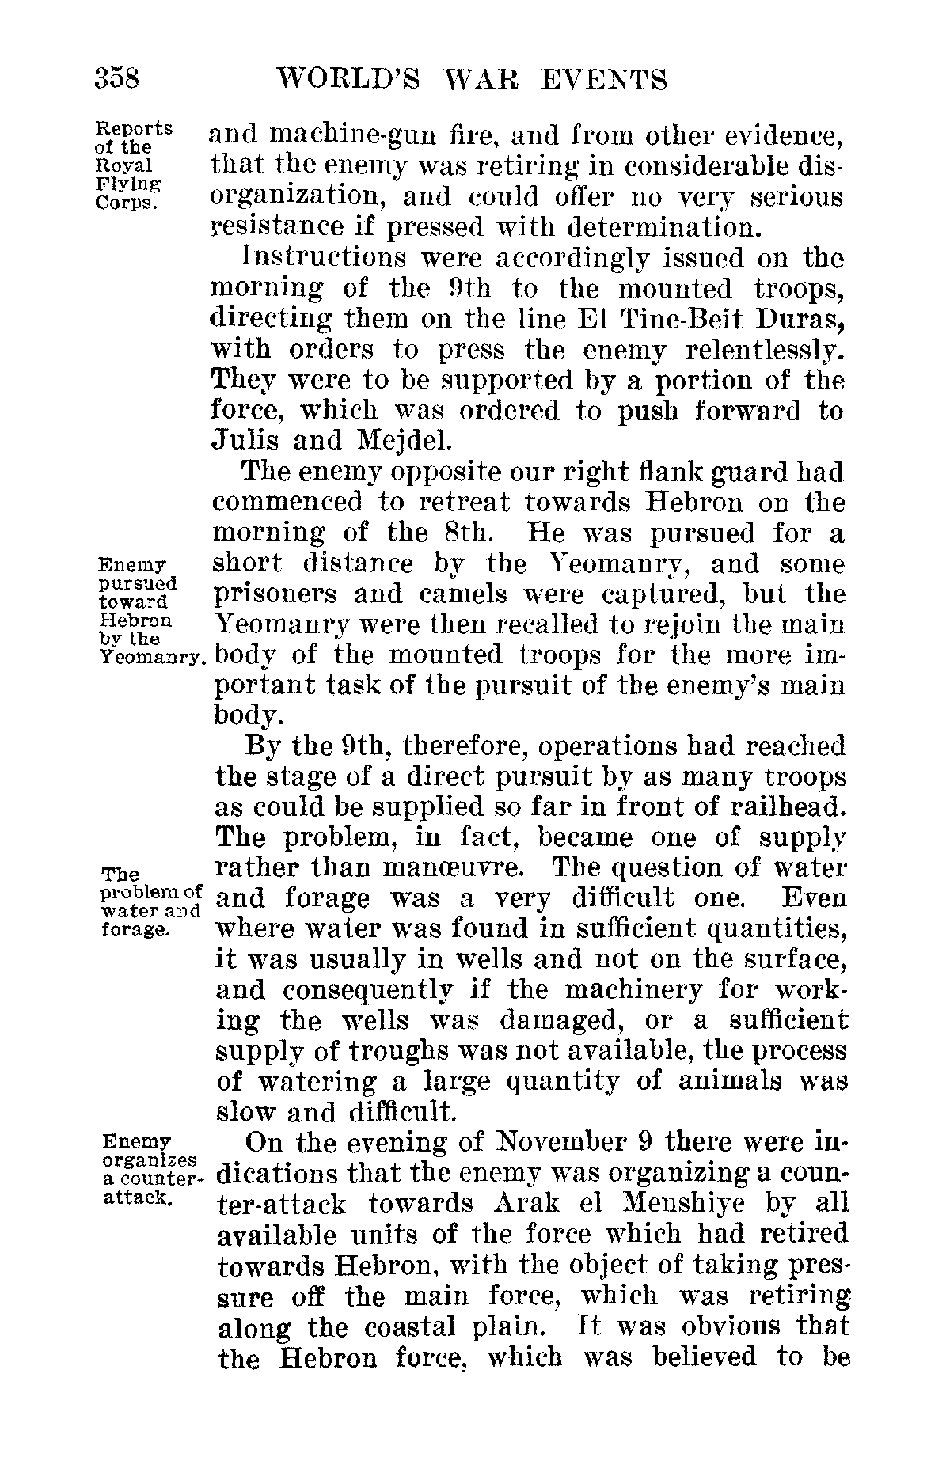 358 WORLD'S WAR EVENTS
Reports
of the
Royal
Flying
Corps.
and machine-gun fire, and from other evidence,
that the enemy was retiring in considerable dis-
organization, and could offer no very serious
resistance if pressed with determination.
Instructions were accordingly issued on the
morning of the 9th to the mounted troops,
directing them on the line El Tine-Beit Duras,
with orders to press the enemy relentlessly.
They were to be supported by a portion of the
force, which was ordered to push forward to
Julis and Mejdel.
The enemy opposite our right flank guard had
commenced to retreat towards Hebron on the
morning of the 8th. He was pursued for a
Enemy
pursued
toward
Hebron
by the
Yeomanry.
short distance by the Yeomanry, and some
prisoners and camels were captured, but the
Yeomanry were then recalled to rejoin the main
body of the mounted troops for the more im-
portant task of the pursuit of the enemy's main
body.
By the 9th, therefore, operations had reached
the stage of a direct pursuit by as many troops
as could be supplied so far in front of railhead.
The problem, in fact, became one of supply
The
problem of
water and
forage.
rather than manœuvre. The question of water
and forage was a very difficult one. Even
where water was found in sufficient quantities,
it was usually in wells and not on the surface,
and consequently if the machinery for work-
ing the wells was damaged, or a sufficient
supply of troughs was not available, the process
of watering a large quantity of animals was
slow and difficult.
Enemy
organizes
a counter-
attack.
On the evening of November 9 there were in-
dications that the enemy was organizing a coun-
ter-attack towards Arak el Menshiye by all
available units of the force which had retired
towards Hebron, with the object of taking pres-
sure off the main force, which was retiring
along the coastal plain. It was obvious that
the Hebron force, which was believed to be